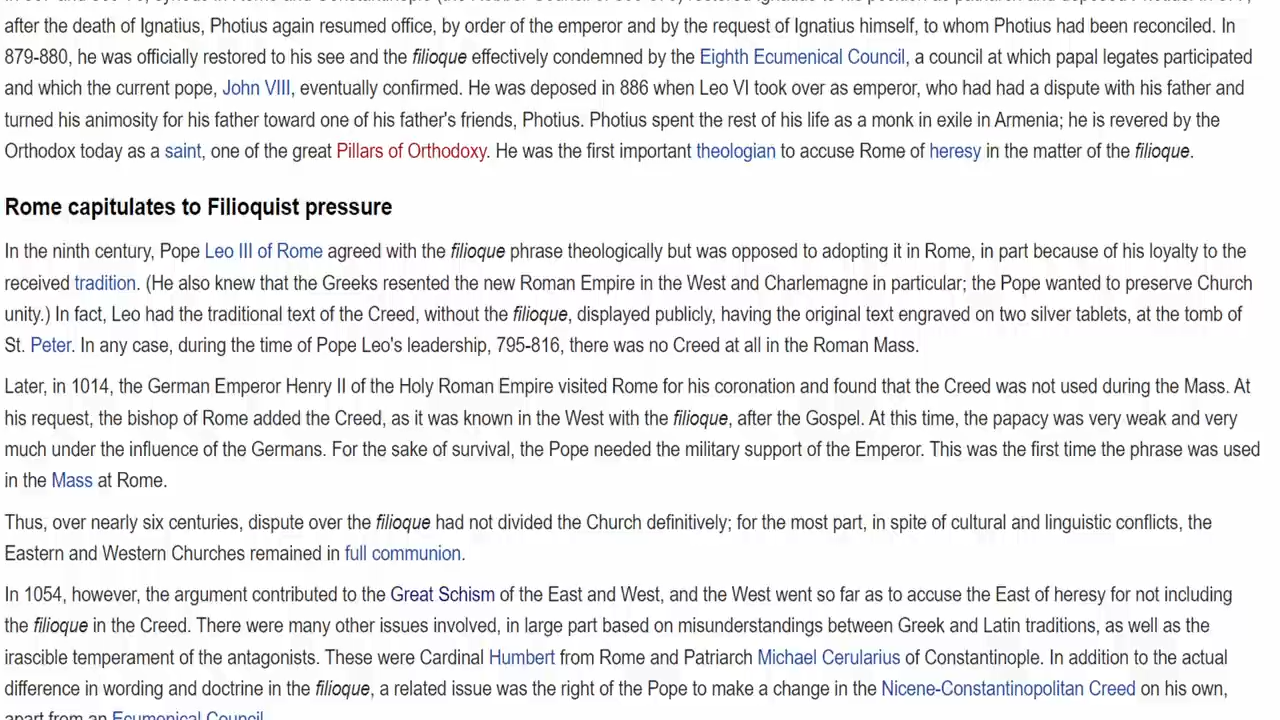 after the death of Ignatius, Photius again resumed office, by order of the emperor and by the request of Ignatius himself, to whom Photius had been reconciled. In
879-880, he was officially restored to his see and the filioque effectively condemned by the Eighth Ecumenical Council, a council at which papal legates participated
and which the current pope, John VIII, eventually confirmed. He was deposed in 886 when Leo VI took over as emperor, who had had a dispute with his father and
turned his animosity for his father toward one of his father's friends, Photius. Photius spent the rest of his life as a monk in exile in Armenia; he is revered by the
Orthodox today as a saint, one of the great Pillars of Orthodoxy. He was the first important theologian to accuse Rome of heresy in the matter of the filioque.
Rome capitulates to Filioquist pressure
In the ninth century, Pope Leo III of Rome agreed with the filioque phrase theologically but was opposed to adopting it in Rome, in part because of his loyalty to the
received tradition. (He also knew that the Greeks resented the new Roman Empire in the West and Charlemagne in particular; the Pope wanted to preserve Church
unity.) In fact, Leo had the traditional text of the Creed, without the filioque, displayed publicly, having the original text engraved on two silver tablets, at the tomb of
St. Peter. In any case, during the time of Pope Leo's leadership, 795-816, there was no Creed at all in the Roman Mass.
Later, in 1014, the German Emperor Henry II of the Holy Roman Empire visited Rome for his coronation and found that the Creed was not used during the Mass. At
his request, the bishop of Rome added the Creed, as it was known in the West with the filioque, after the Gospel. At this time, the papacy was very weak and very
much under the influence of the Germans. For the sake of survival, the Pope needed the military support of the Emperor. This was the first time the phrase was used
in the Mass at Rome.
Thus, over nearly six centuries, dispute over the filioque had not divided the Church definitively; for the most part, in spite of cultural and linguistic conflicts, the
Eastern and Western Churches remained in full communion.
In 1054, however, the argument contributed to the Great Schism of the East and West, and the West went so far as to accuse the East of heresy for not including
the filioque in the Creed. There were many other issues involved, in large part based on misunderstandings between Greek and Latin traditions, as well as the
irascible temperament of the antagonists. These were Cardinal Humbert from Rome and Patriarch Michael Cerularius of Constantinople. In addition to the actual
difference in wording and doctrine in the filioque, a related issue was the right of the Pope to make a change in the Nicene-Constantinopolitan Creed on his own,
apart from an Ecumenical Council.